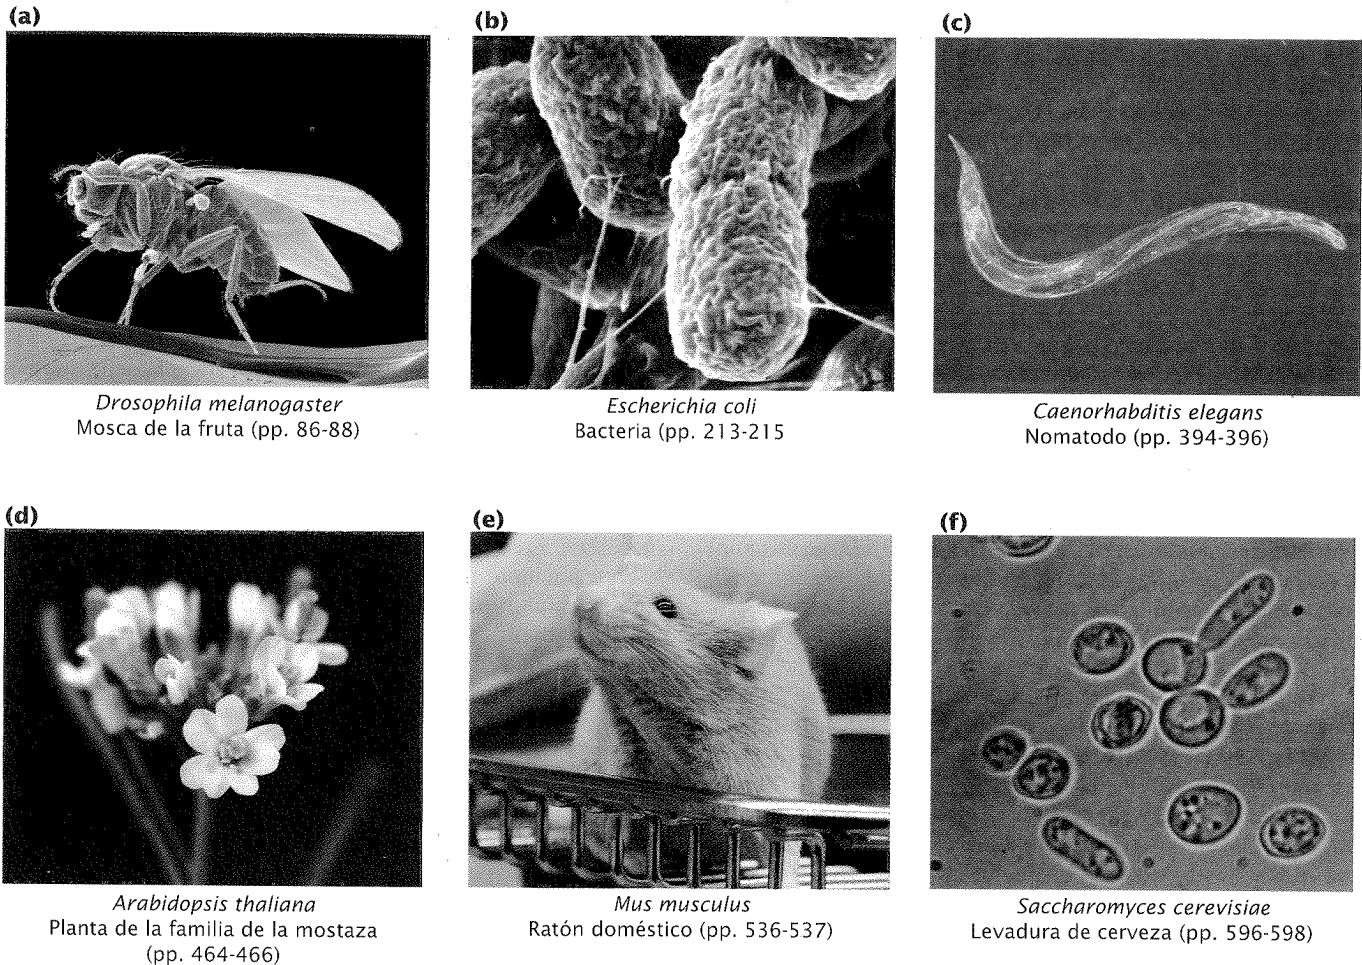 (a)
(b)
(c)
Drosophila melanogaster
Mosca de la fruta (pp. 86-88)
Escherichia coli
Bacteria (pp. 213-215
Caenorhabditis elegans
Nomatodo (pp. 394-396)
(d)
(e)
(f)
Arabidopsis thaliana
Planta de la familia de la mostaza
(pp. 464-466)
Mus musculus
Ratón doméstico (pp. 536-537)
Saccharomyces cerevisiae
Levadura de cerveza (pp. 596-598)